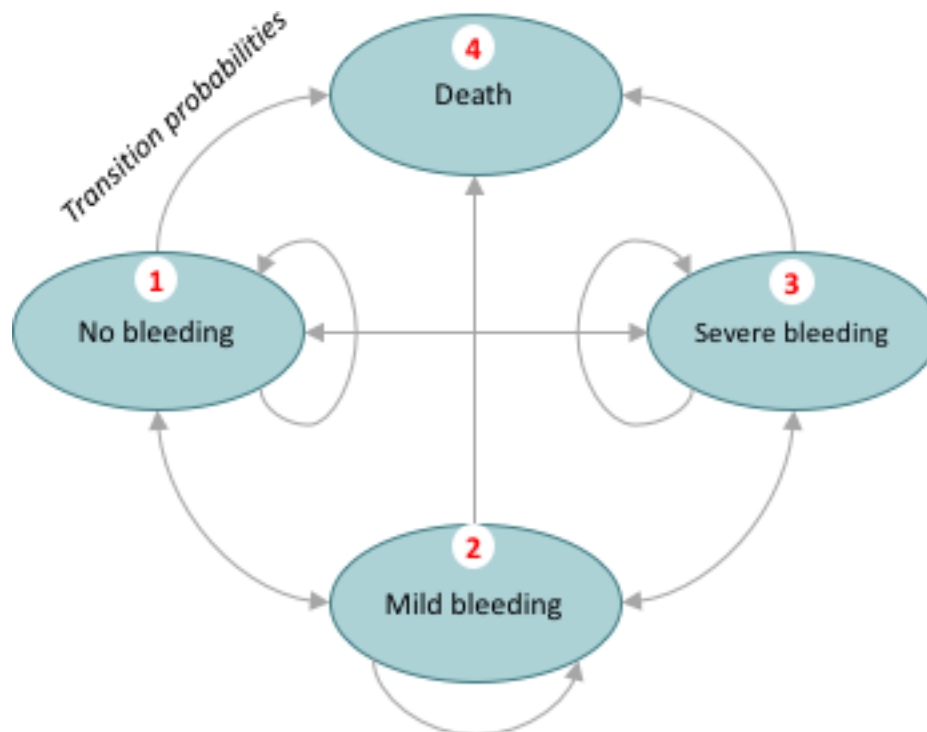 Transition probabilities
4
Death
1
No bleeding
3
Severe bleeding
2
Mild bleeding